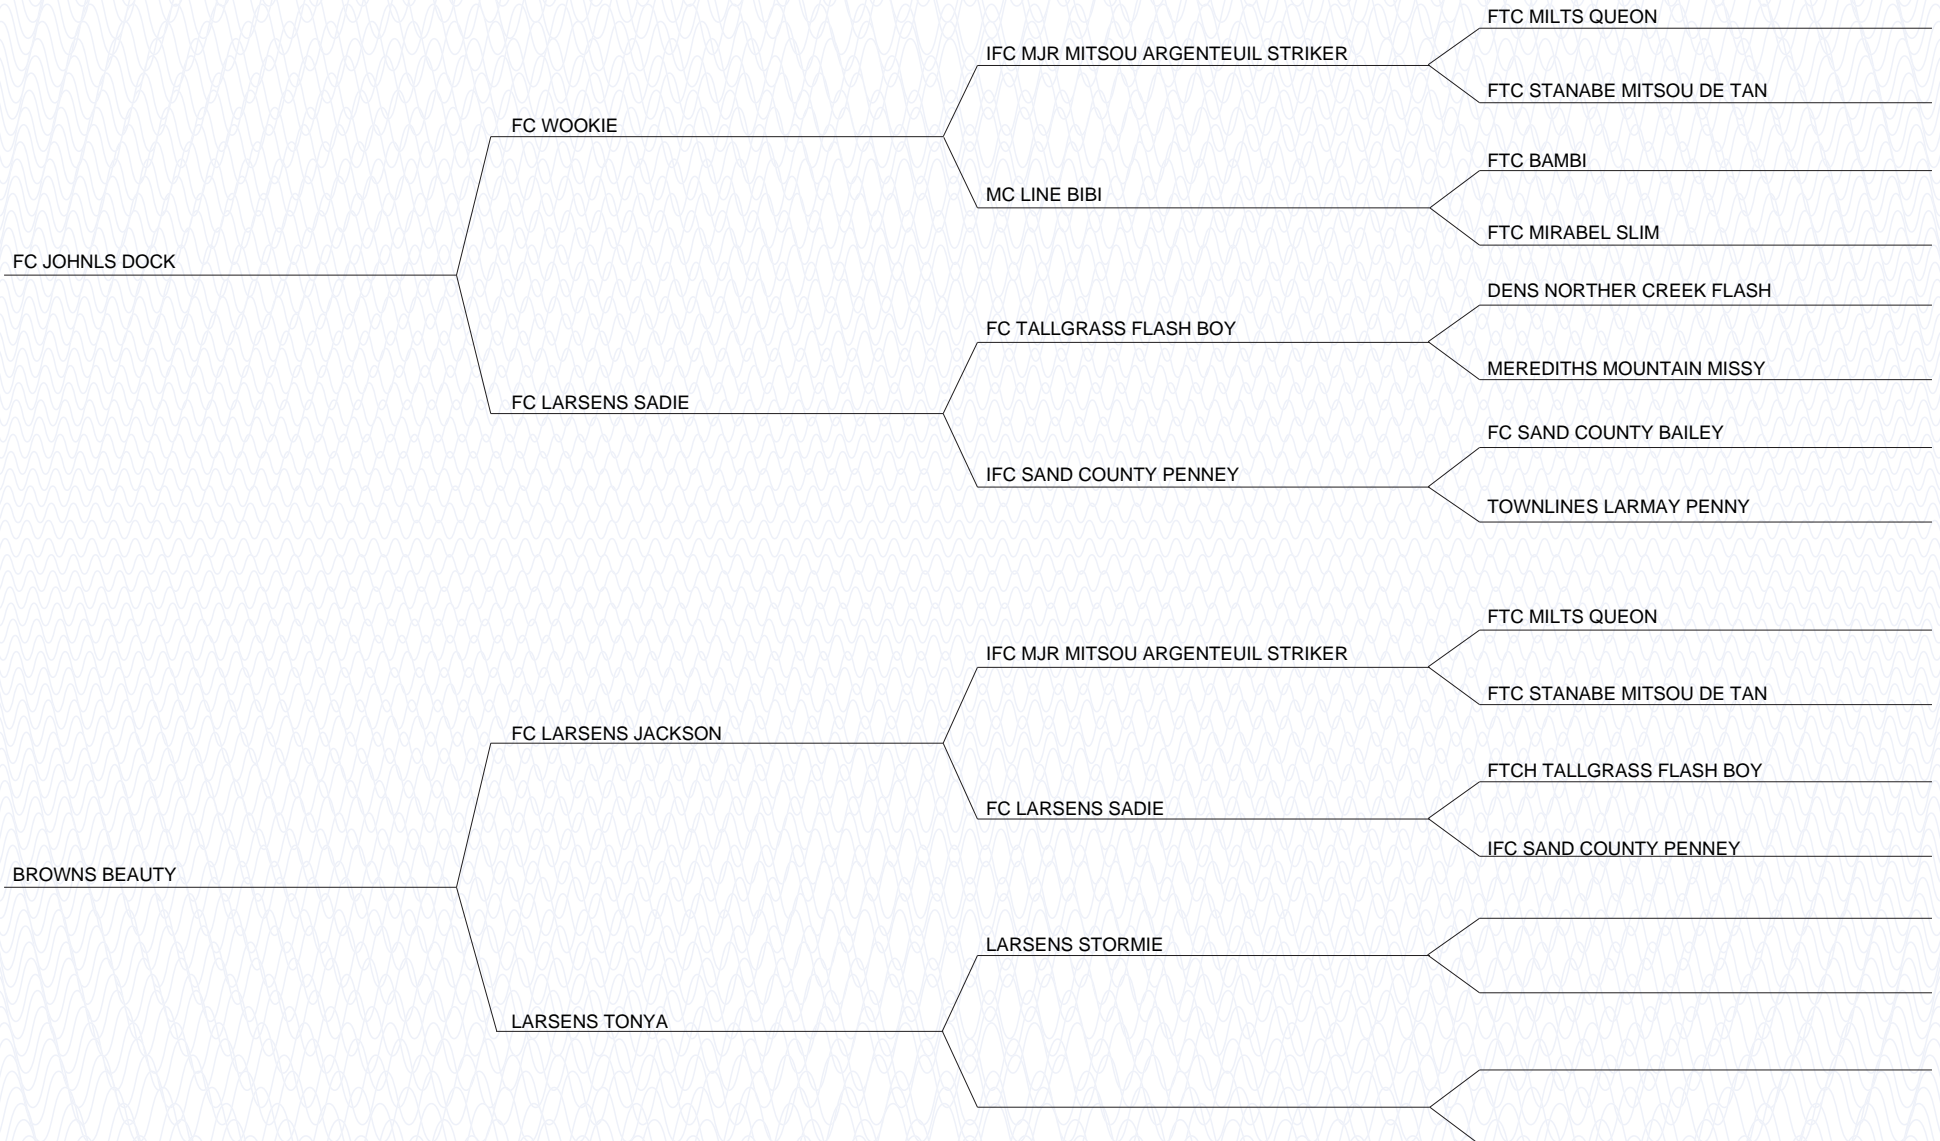 FTC MILTS QUEON
IFC MJR MITSOU ARGENTEUIL STRIKER
FTC STANABE MITSOU DE TAN
FC WOOKIE
FTC BAMBI
MC LINE BIBI
FTC MIRABEL SLIM
FC JOHNLS DOCK
DENS NORTHER CREEK FLASH
FC TALLGRASS FLASH BOY
MEREDITHS MOUNTAIN MISSY
FC LARSENS SADIE
FC SAND COUNTY BAILEY
IFC SAND COUNTY PENNEY
TOWNLINES LARMAY PENNY
FTC MILTS QUEON
IFC MJR MITSOU ARGENTEUIL STRIKER
FTC STANABE MITSOU DE TAN
FC LARSENS JACKSON
FTCH TALLGRASS FLASH BOY
FC LARSENS SADIE
IFC SAND COUNTY PENNEY
BROWNS BEAUTY
LARSENS STORMIE
LARSENS TONYA